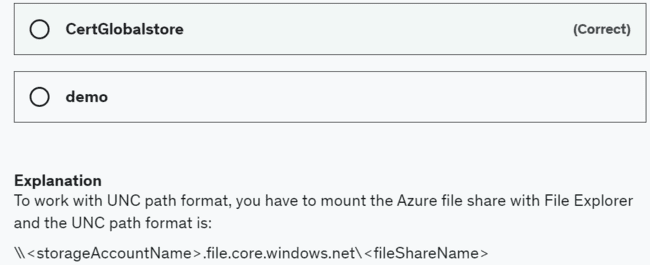 CertGlobalstore (Correct)
demo
Explanation
To work with UNC path format, you have to mount the Azure file share with File Explorer
and the UNC path format is:
\\<storageAccountName>.file.core.windows.net\<fileShareName>